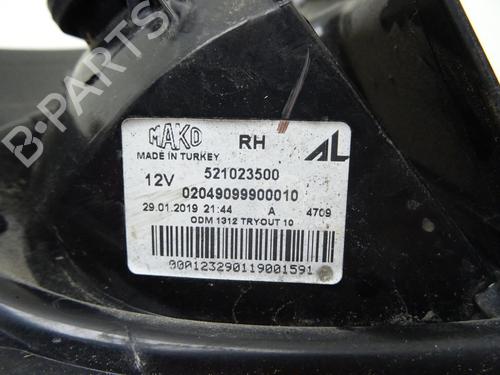 MAKO RH AL
MADE IN TURKEY
12V 521023500
02049099900010
29.01.2019 21:44 A 4709
ODM 1312 TRYOUT 10
000123290119001591
B-PARTS